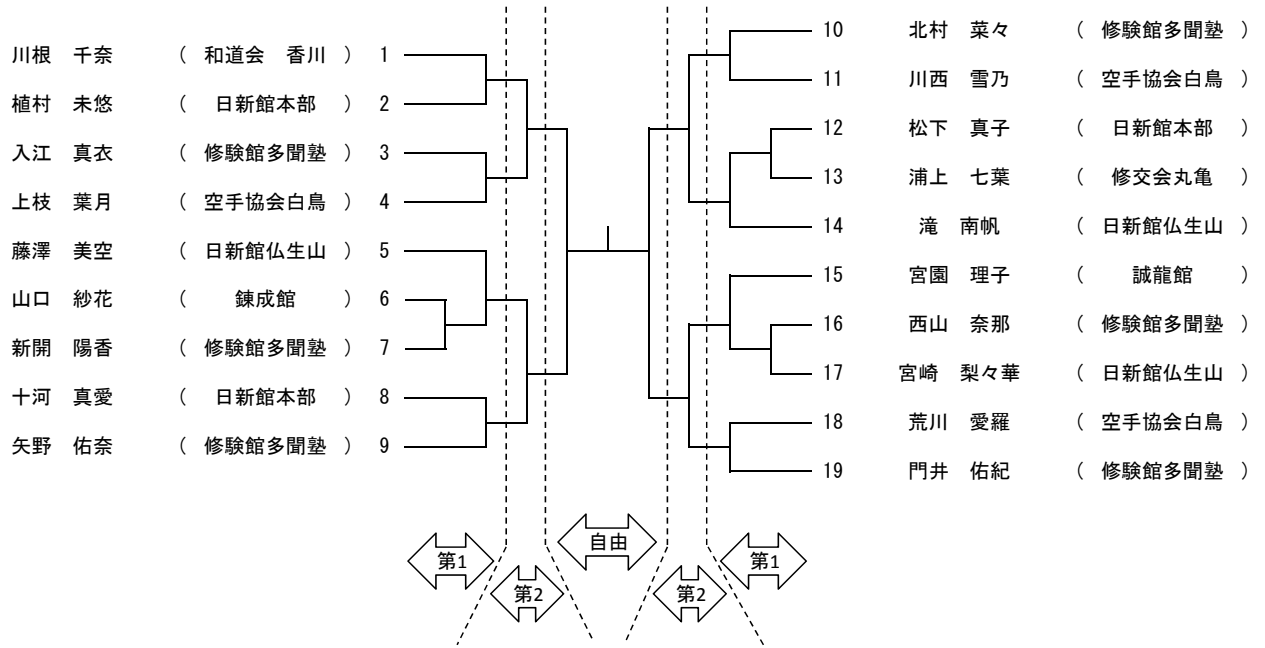 川根 千奈 ( 和道会 香川 ) 1
植村 未悠 ( 日新館本部 ) 2
入江 真衣 ( 修験館多聞塾 ) 3
上枝 葉月 ( 空手協会白鳥 ) 4
藤澤 美空 ( 日新館仏生山 ) 5
山口 紗花 ( 錬成館 ) 6
新開 陽香 ( 修験館多聞塾 ) 7
十河 真愛 ( 日新館本部 ) 8
矢野 佑奈 ( 修験館多聞塾 ) 9
10 北村 菜々 ( 修験館多聞塾 )
11 川西 雪乃 ( 空手協会白鳥 )
12 松下 真子 ( 日新館本部 )
13 浦上 七葉 ( 修交会丸亀 )
14 滝 南帆 ( 日新館仏生山 )
15 宮園 理子 ( 誠龍館 )
16 西山 奈那 ( 修験館多聞塾 )
17 宮崎 梨々華 ( 日新館仏生山 )
18 荒川 愛羅 ( 空手協会白鳥 )
19 門井 佑紀 ( 修験館多聞塾 )
第1
第2
自由
第2
第1